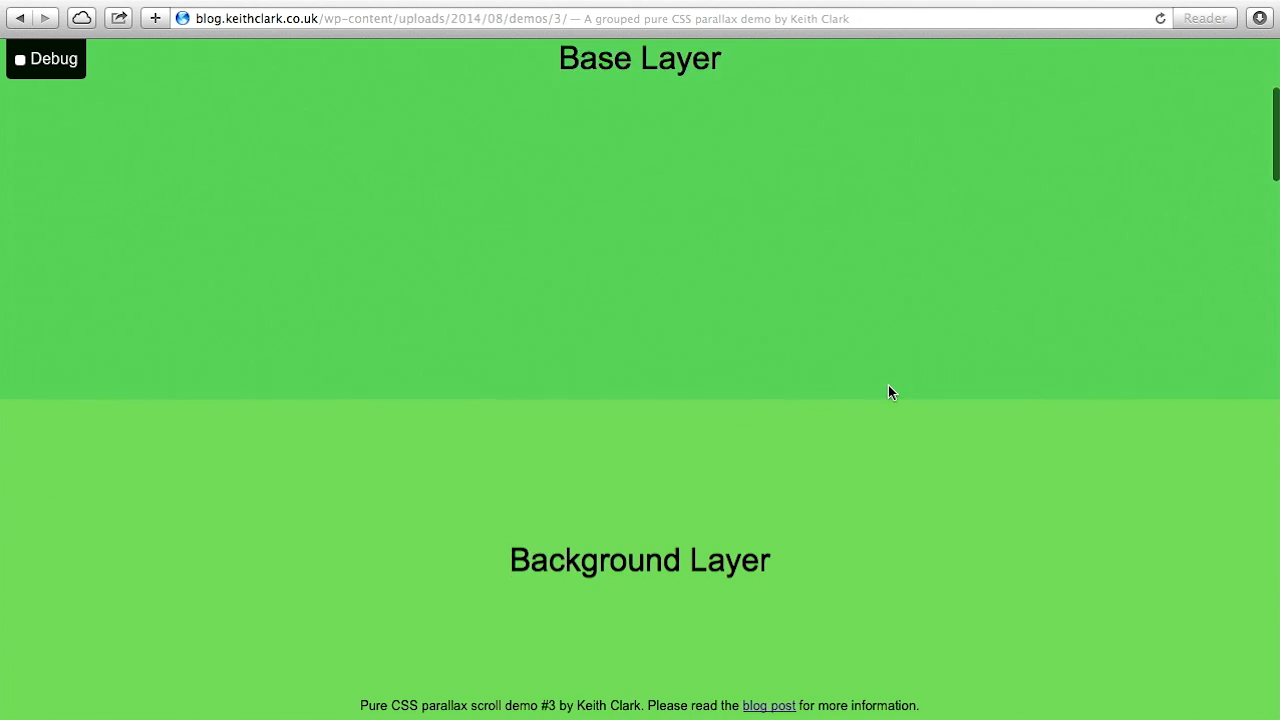 blog.keithclark.co.uk/wp-content/uploads/2014/08/demos/3/ — A grouped pure CSS parallax demo by Keith Clark
Reader
Debug
Base Layer
Background Layer
Pure CSS parallax scroll demo #3 by Keith Clark. Please read the blog post for more information.